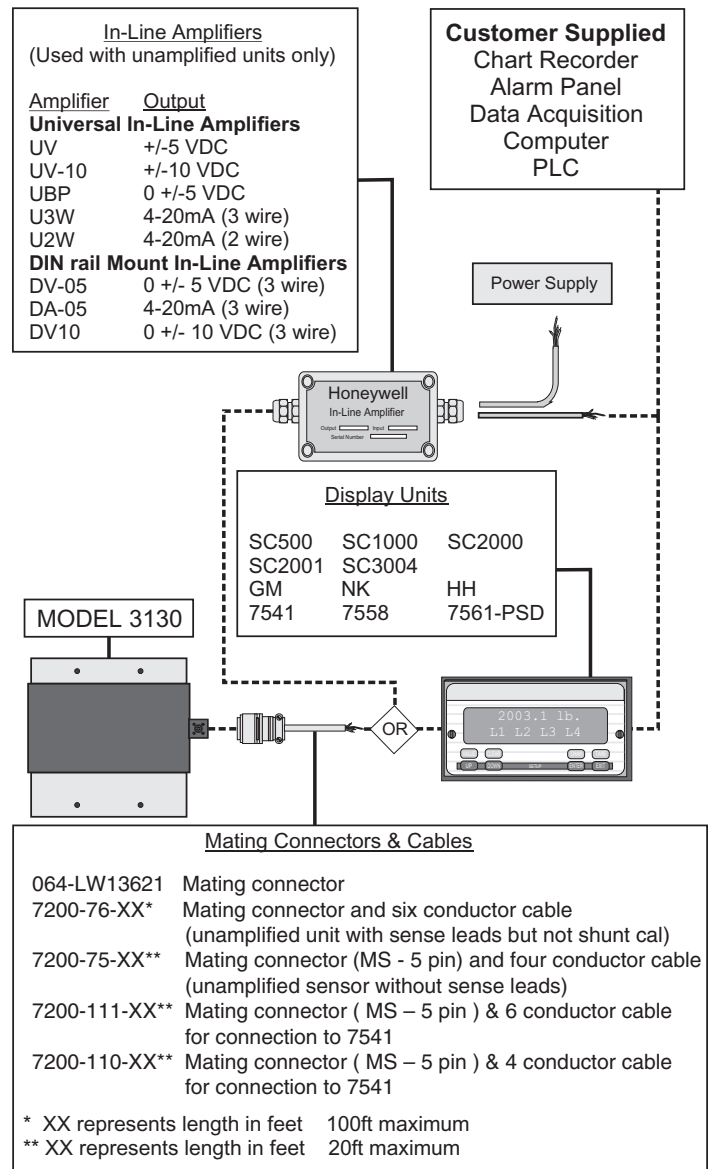 In-Line Amplifiers
(Used with unamplified units only)
Amplifier Output
Universal In-Line Amplifiers
UV +/-5 VDC
UV-10 +/-10 VDC
UBP 0 +/-5 VDC
U3W 4-20mA (3 wire)
U2W 4-20mA (2 wire)
DIN rail Mount In-Line Amplifiers
DV-05 0 +/- 5 VDC (3 wire)
DA-05 4-20mA (3 wire)
DV10 0 +/- 10 VDC (3 wire)
Customer Supplied
Chart Recorder
Alarm Panel
Data Acquisition
Computer
PLC
Power Supply
Honeywell
In-Line Amplifier
Output Input
Serial Number
Display Units
SC500 SC1000 SC2000
SC2001 SC3004
GM NK HH
7541 7558 7561-PSD
MODEL 3130
OR
2003.1 lb.
L1 L2 L3 L4
UP DOWN SETUP ENTER EXIT
Mating Connectors & Cables
064-LW13621 Mating connector
7200-76-XX* Mating connector and six conductor cable
(unamplified unit with sense leads but not shunt cal)
7200-75-XX** Mating connector (MS - 5 pin) and four conductor cable
(unamplified sensor without sense leads)
7200-111-XX** Mating connector ( MS – 5 pin ) & 6 conductor cable
for connection to 7541
7200-110-XX** Mating connector ( MS – 5 pin ) & 4 conductor cable
for connection to 7541
* XX represents length in feet 100ft maximum
** XX represents length in feet 20ft maximum